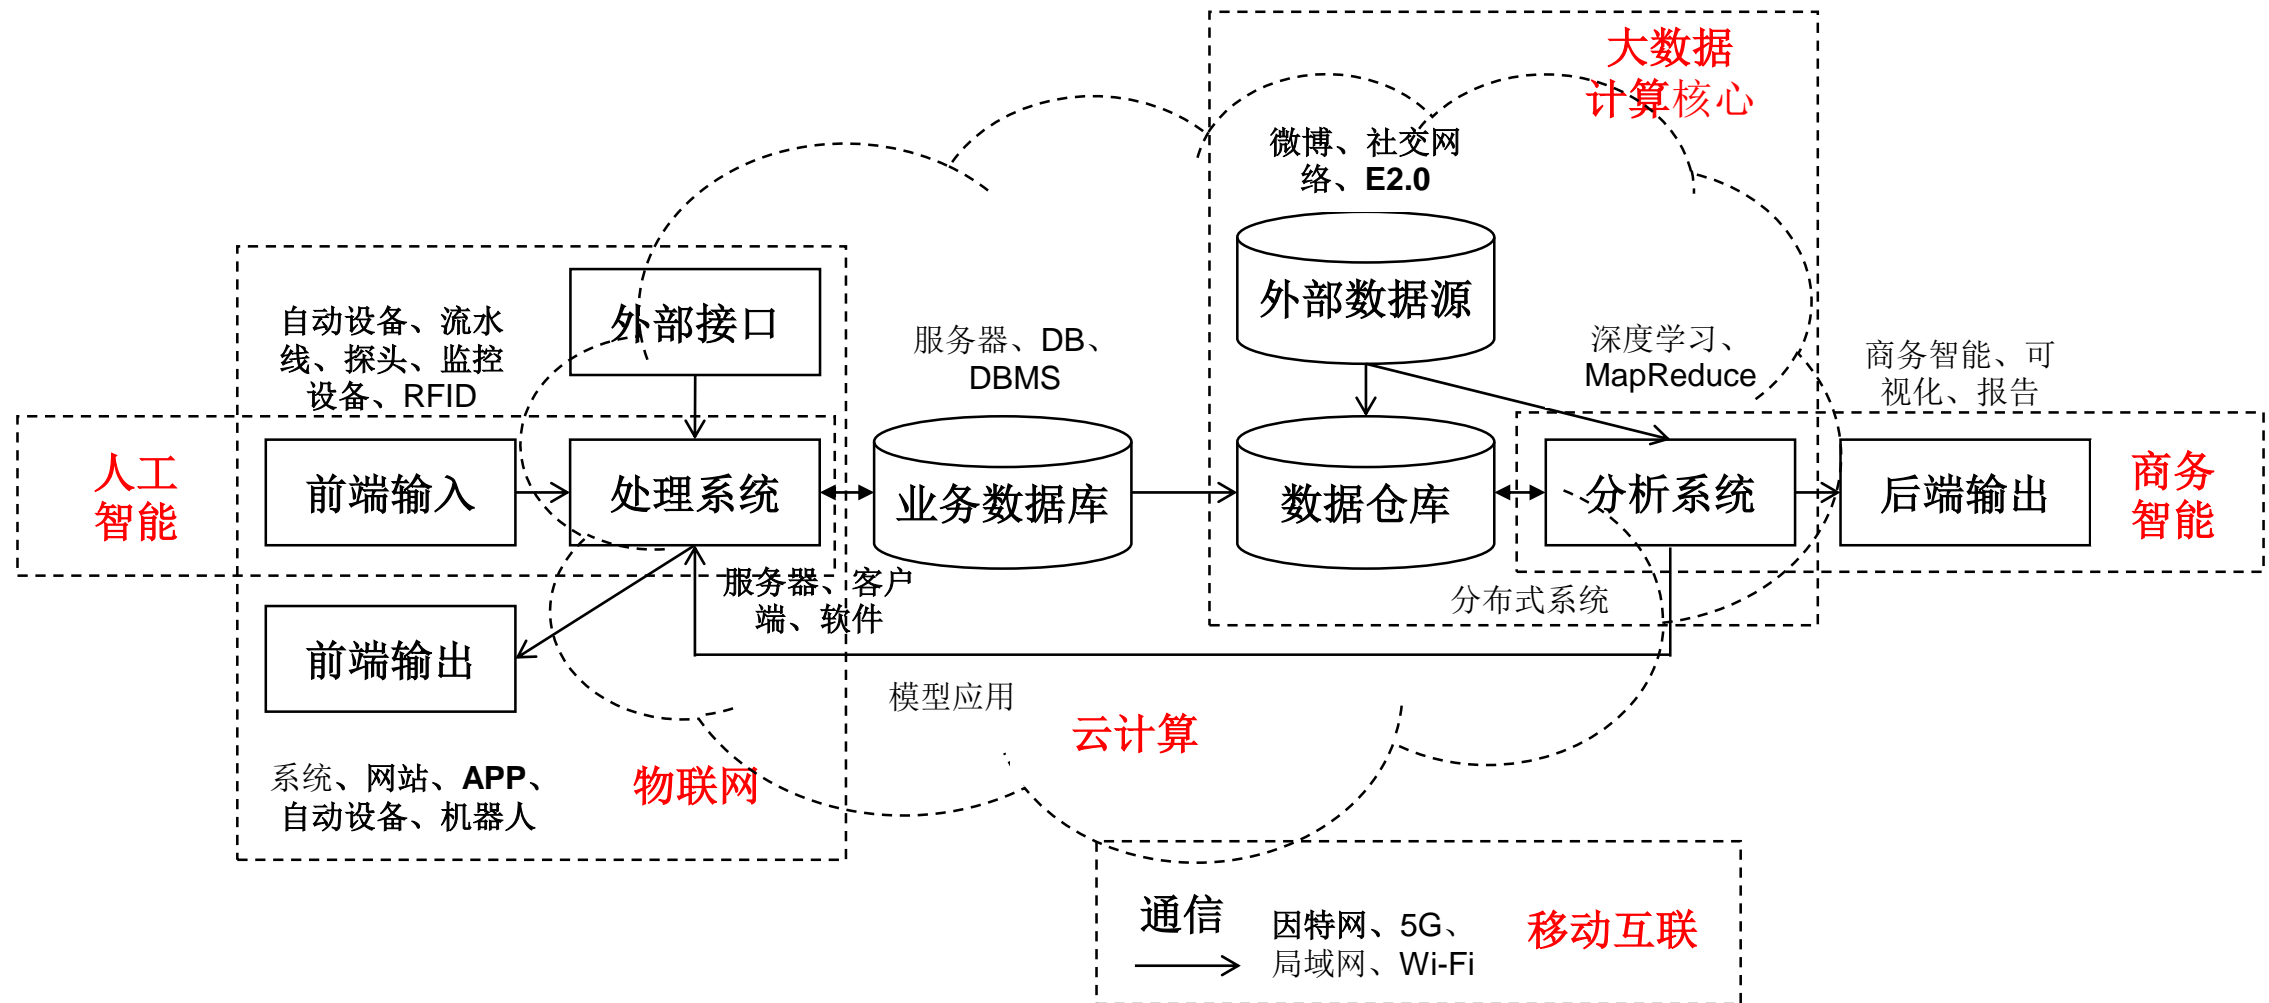 大数据
计算核心
微博、社交网
络、E2.0
外部数据源
外部接口
自动设备、流水
线、探头、监控
设备、RFID
服务器、DB、
DBMS
深度学习、
MapReduce
商务智能、可
视化、报告
人工
智能
前端输入
处理系统
业务数据库
数据仓库
分析系统
后端输出
商务
智能
服务器、客户
端、软件
分布式系统
前端输出
模型应用
云计算
系统、网站、APP、
自动设备、机器人
物联网
通信
因特网、5G、
局域网、Wi-Fi
移动互联